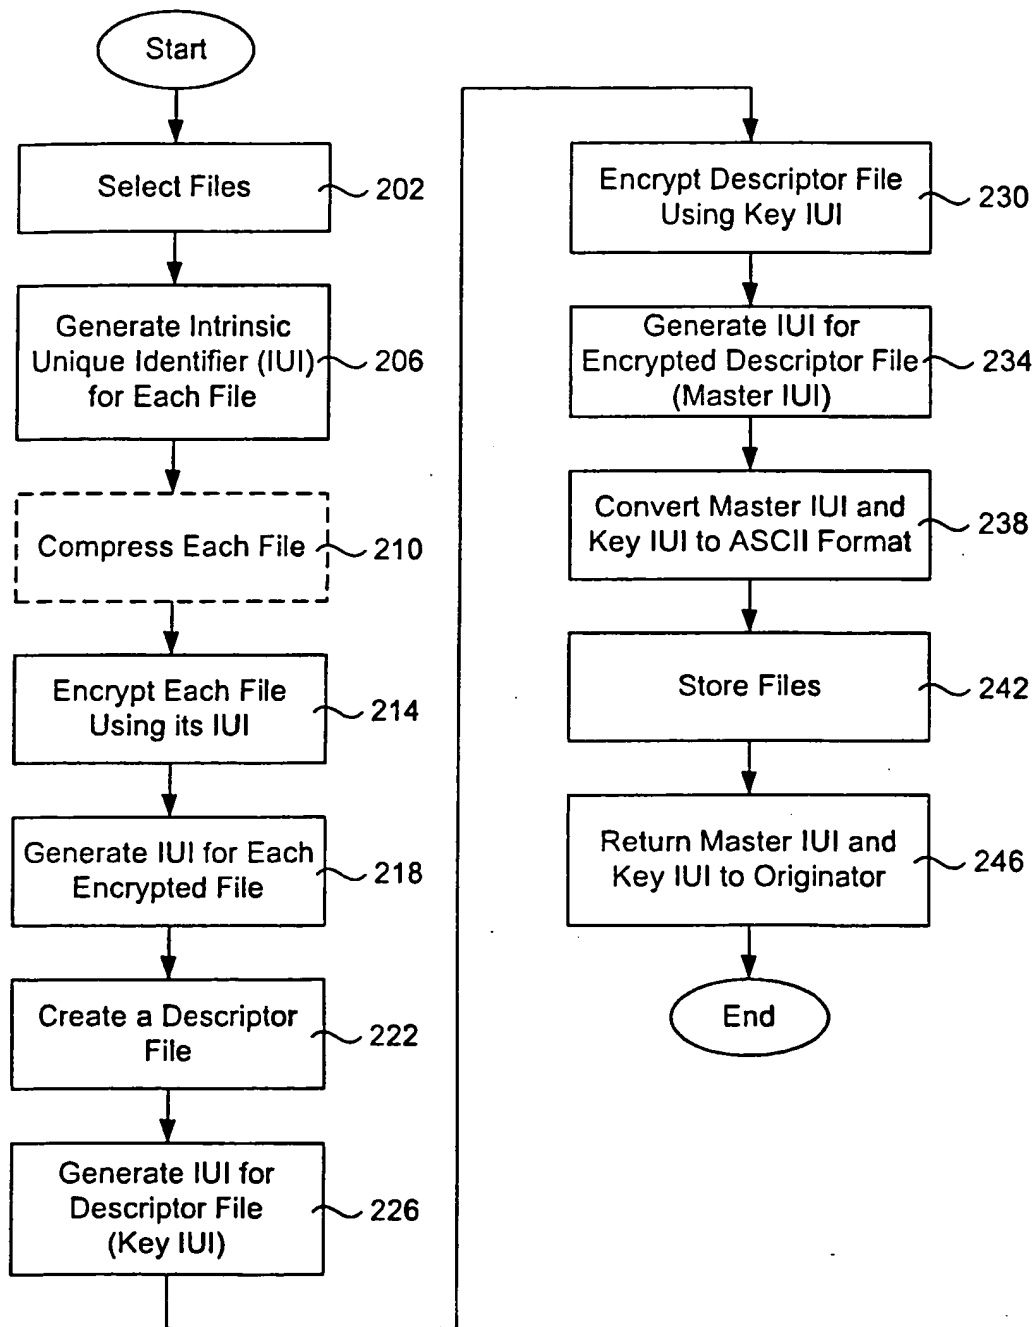 Start
Select Files
202
Generate Intrinsic
Unique Identifier (IUI)
for Each File
206
Compress Each File
210
Encrypt Each File
Using its IUI
214
Generate IUI for Each
Encrypted File
218
Create a Descriptor
File
222
Generate IUI for
Descriptor File
(Key IUI)
226
Encrypt Descriptor File
Using Key IUI
230
Generate IUI for
Encrypted Descriptor File
(Master IUI)
234
Convert Master IUI and
Key IUI to ASCII Format
238
Store Files
242
Return Master IUI and
Key IUI to Originator
246
End